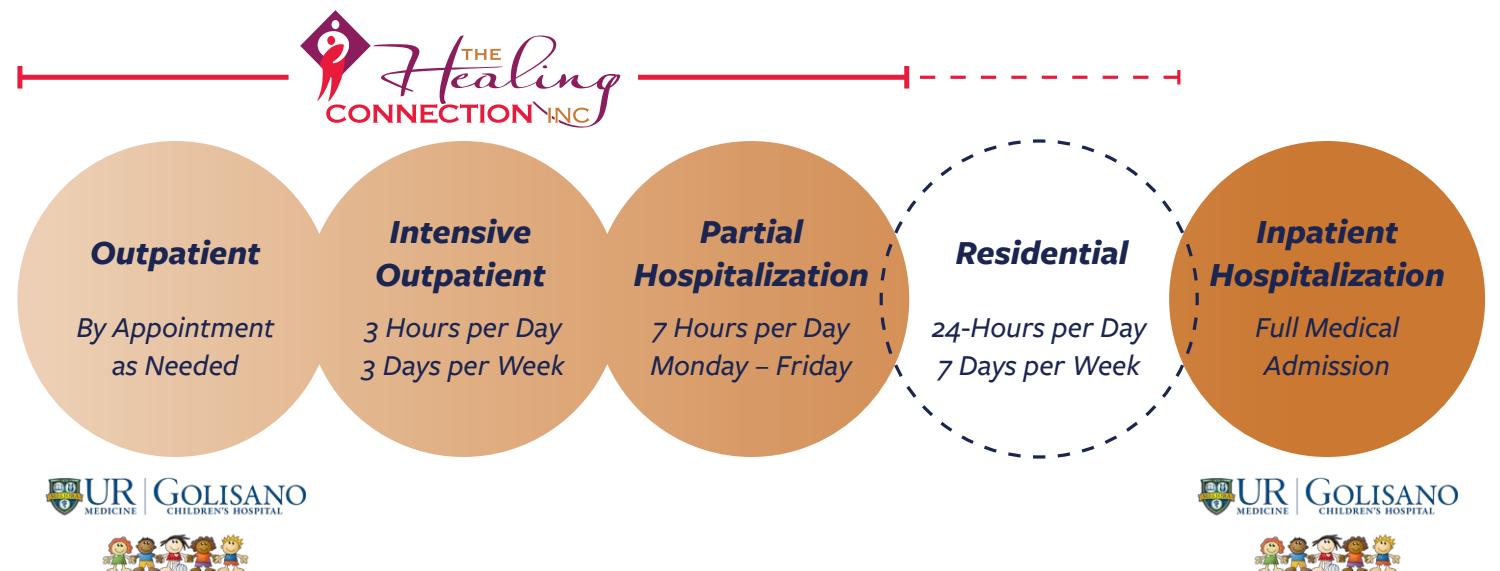 THE
Healing
CONNECTION INC
Outpatient
By Appointment
as Needed
Intensive
Outpatient
3 Hours per Day
3 Days per Week
Partial
Hospitalization
7 Hours per Day
Monday – Friday
Residential
24-Hours per Day
7 Days per Week
Inpatient
Hospitalization
Full Medical
Admission
UR
MEDICINE
GOLISANO
CHILDREN'S HOSPITAL
UR
MEDICINE
GOLISANO
CHILDREN'S HOSPITAL